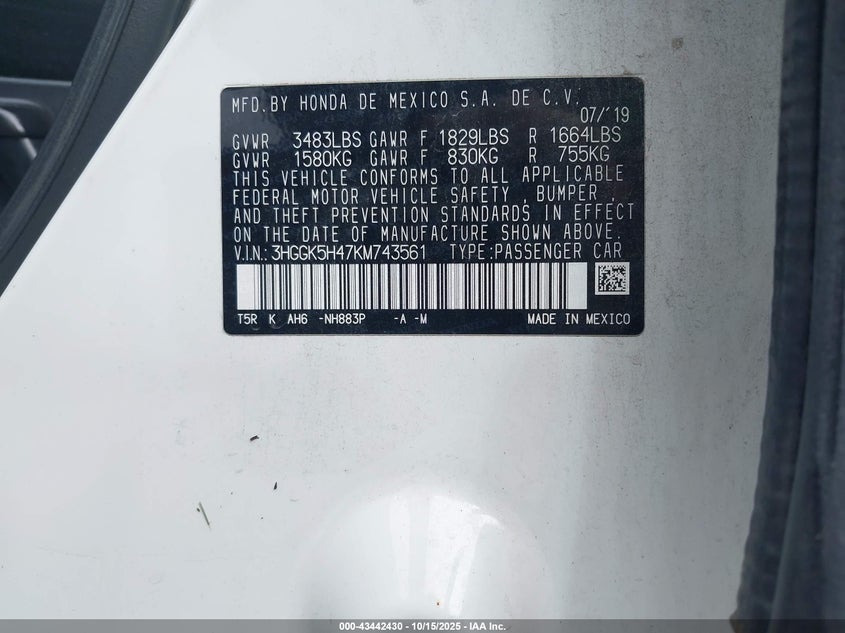 MFD.BY HONDA DE MEXICO S.A. DE C.V.
07/'19
GVWR 3483LBS GAWR F 1829LBS R 1664LBS
GVWR 1580KG GAWR F 830KG R 755KG
THIS VEHICLE CONFORMS TO ALL APPLICABLE
FEDERAL MOTOR VEHICLE SAFETY , BUMPER ,
AND THEFT PREVENTION STANDARDS IN EFFECT
ON THE DATE OF MANUFACTURE SHOWN ABOVE.
V.I.N.: 3HGGK5H47KM743561 TYPE:PASSENGER CAR
T5R K AH6 -NH883P -A -M MADE IN MEXICO
000-43442430 - 10/15/2025 - IAA Inc.